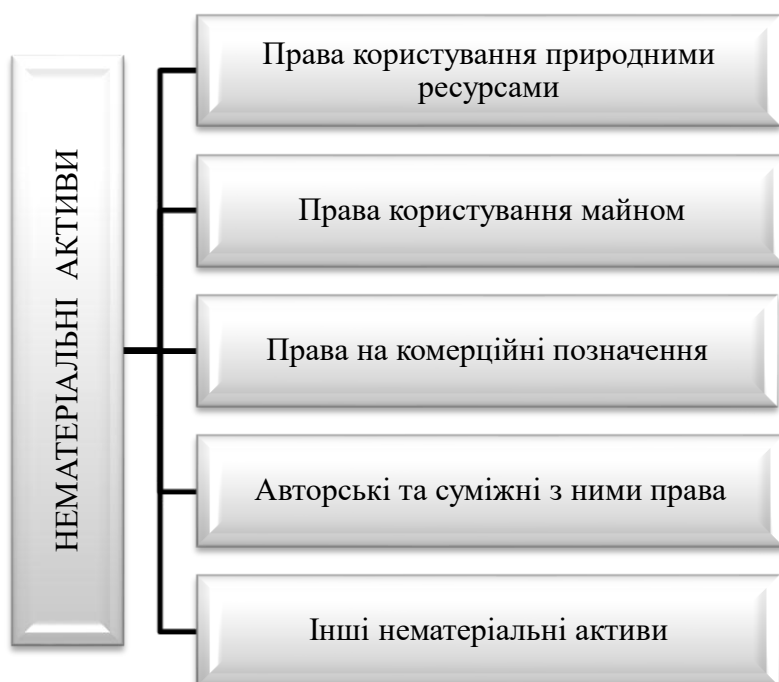 НЕМАТЕРІАЛЬНІ АКТИВИ
Права користування природними
ресурсами
Права користування майном
Права на комерційні позначення
Авторські та суміжні з ними права
Інші нематеріальні активи